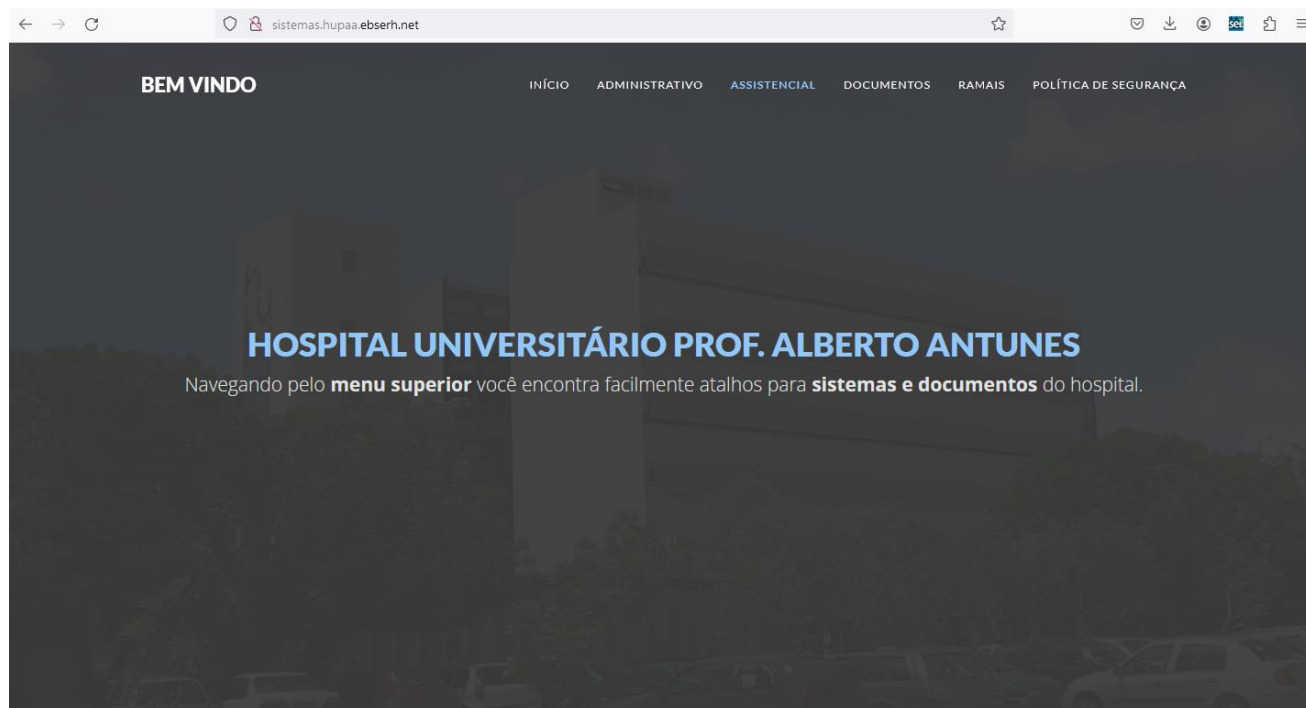 sistemas.hupaa.ebserh.net
sei
BEM VINDO
INÍCIO ADMINISTRATIVO ASSISTENCIAL DOCUMENTOS RAMAIS POLÍTICA DE SEGURANÇA
HOSPITAL UNIVERSITÁRIO PROF. ALBERTO ANTUNES
Navegando pelo menu superior você encontra facilmente atalhos para sistemas e documentos do hospital.